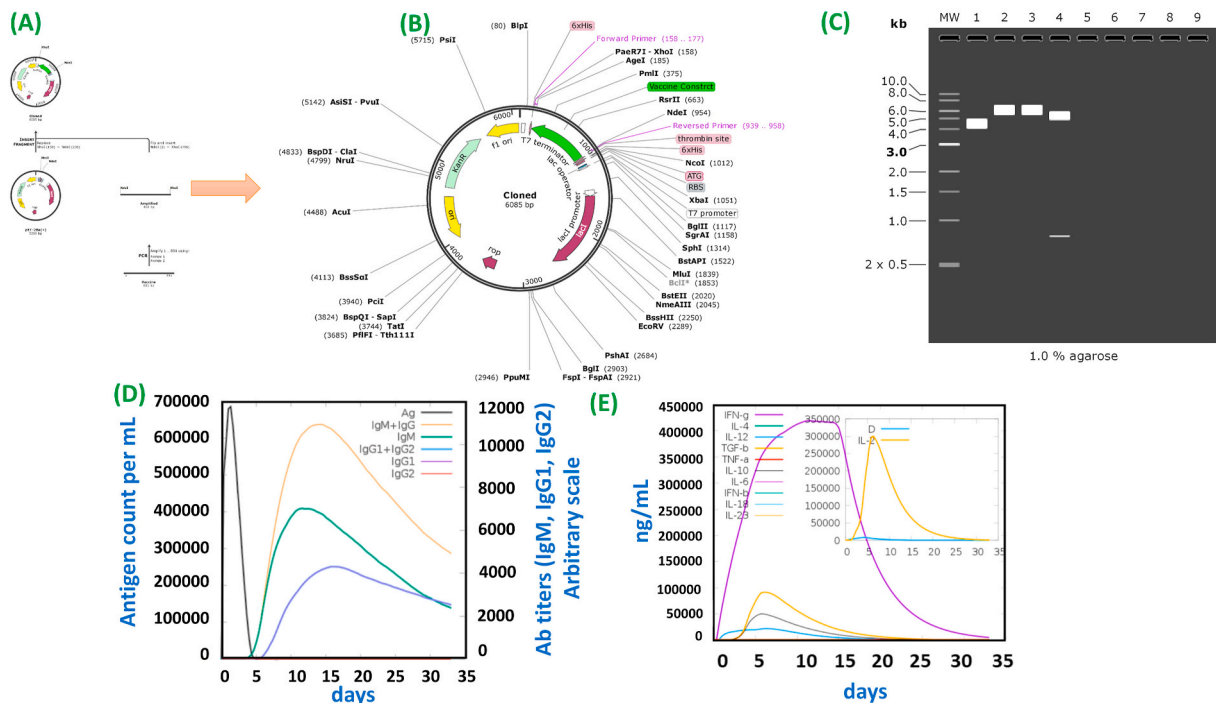 (A)
Cloned
INSERT
FRAGMENT
Amplified
PCR
Vaccine
(B)
(80) BlpI
6xHis
(5715) PsiI
Forward Primer (158 .. 177)
PaeR7I - XhoI (158)
AgeI (185)
PmlI (375)
Vaccine Constrct
RsrII (663)
NdeI (954)
Reversed Primer (939 .. 958)
thrombin site
6xHis
NcoI (1012)
ATG
RBS
XbaI (1051)
T7 promoter
BglII (1117)
SgrAI (1158)
SphI (1314)
BstAPI (1522)
MluI (1839)
BclI* (1853)
BstEII (2020)
NmeAIII (2045)
BssHII (2250)
EcoRV (2289)
PshAI (2684)
BglI (2903)
FspI - FspAI (2921)
(2946) PpuMI
(3685) PflFI - Tth111I
(3744) TatI
(3824) BspQI - SapI
(3940) PciI
(4113) BssSαI
(4488) AcuI
(4799) NruI
(4833) BspDI - ClaI
(5142) AsiSI - PvuI
6000
1000
2000
3000
4000
5000
f1 ori
T7 terminator
lac operator
lacI promoter
lacI
rop
ori
KanR
Cloned
6085 bp
(C)
kb
MW 1 2 3 4 5 6 7 8 9
10.0
8.0
6.0
5.0
4.0
3.0
2.0
1.5
1.0
2 x 0.5
1.0 % agarose
(D)
Antigen count per mL
700000
600000
500000
400000
300000
200000
100000
0
Ag
IgM+IgG
IgM
IgG1+IgG2
IgG1
IgG2
12000
10000
8000
6000
4000
2000
0
Ab titers (IgM, IgG1, IgG2)
Arbitrary scale
0 5 10 15 20 25 30 35
days
(E)
ng/mL
450000
400000
350000
300000
250000
200000
150000
100000
50000
0
IFN-g
IL-4
IL-12
TGF-b
TNF-a
IL-10
IL-6
IFN-b
IL-18
IL-23
350000
300000
250000
200000
150000
100000
50000
0
D
IL-2
0 5 10 15 20 25 30 35
0 5 10 15 20 25 30 35
days